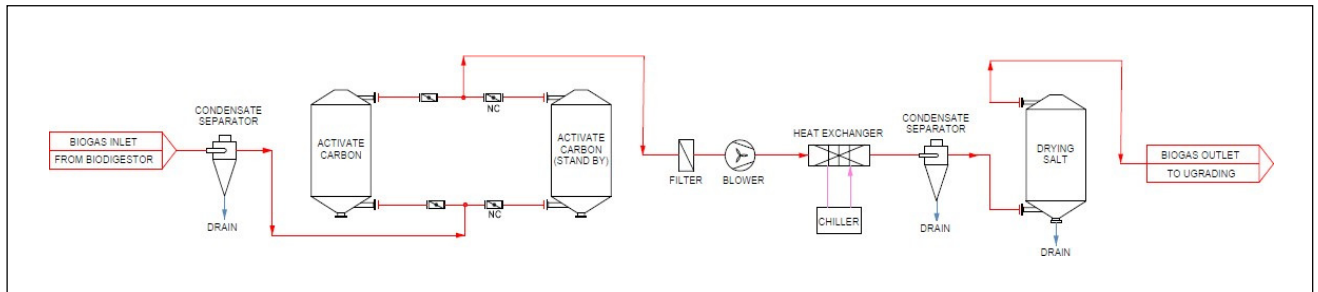 BIOGAS INLET
FROM BIODIGESTOR
CONDENSATE
SEPARATOR
DRAIN
ACTIVATE
CARBON
NC
NC
ACTIVATE
CARBON
(STAND BY)
FILTER
BLOWER
HEAT EXCHANGER
CHILLER
CONDENSATE
SEPARATOR
DRAIN
DRYING
SALT
DRAIN
BIOGAS OUTLET
TO UGRADING